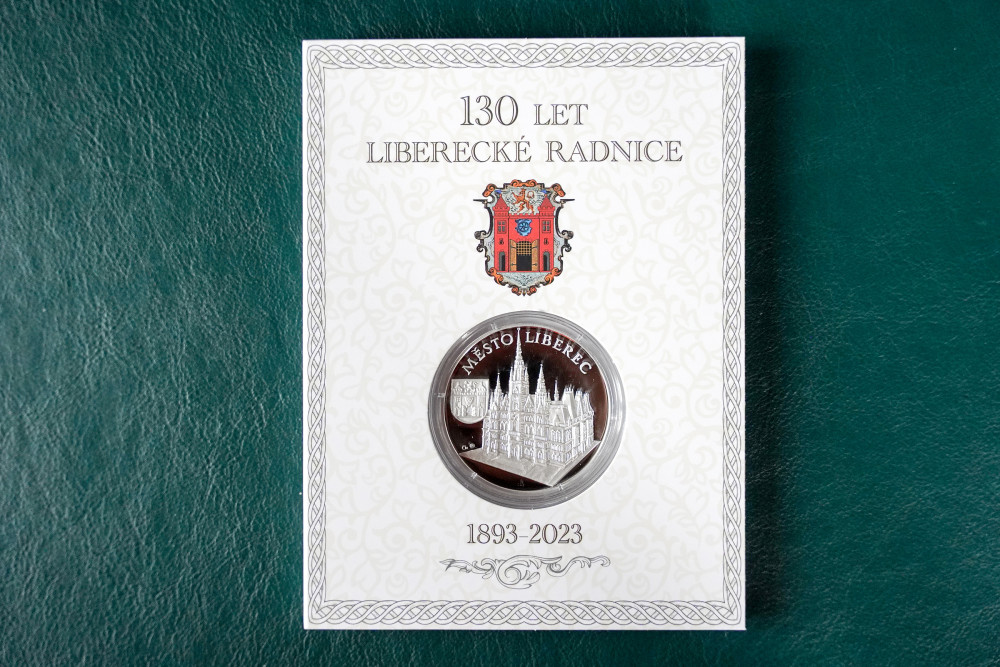 130 LET
LIBERECKÉ RADNICE
MĚSTO LIBEREC
1893-2023